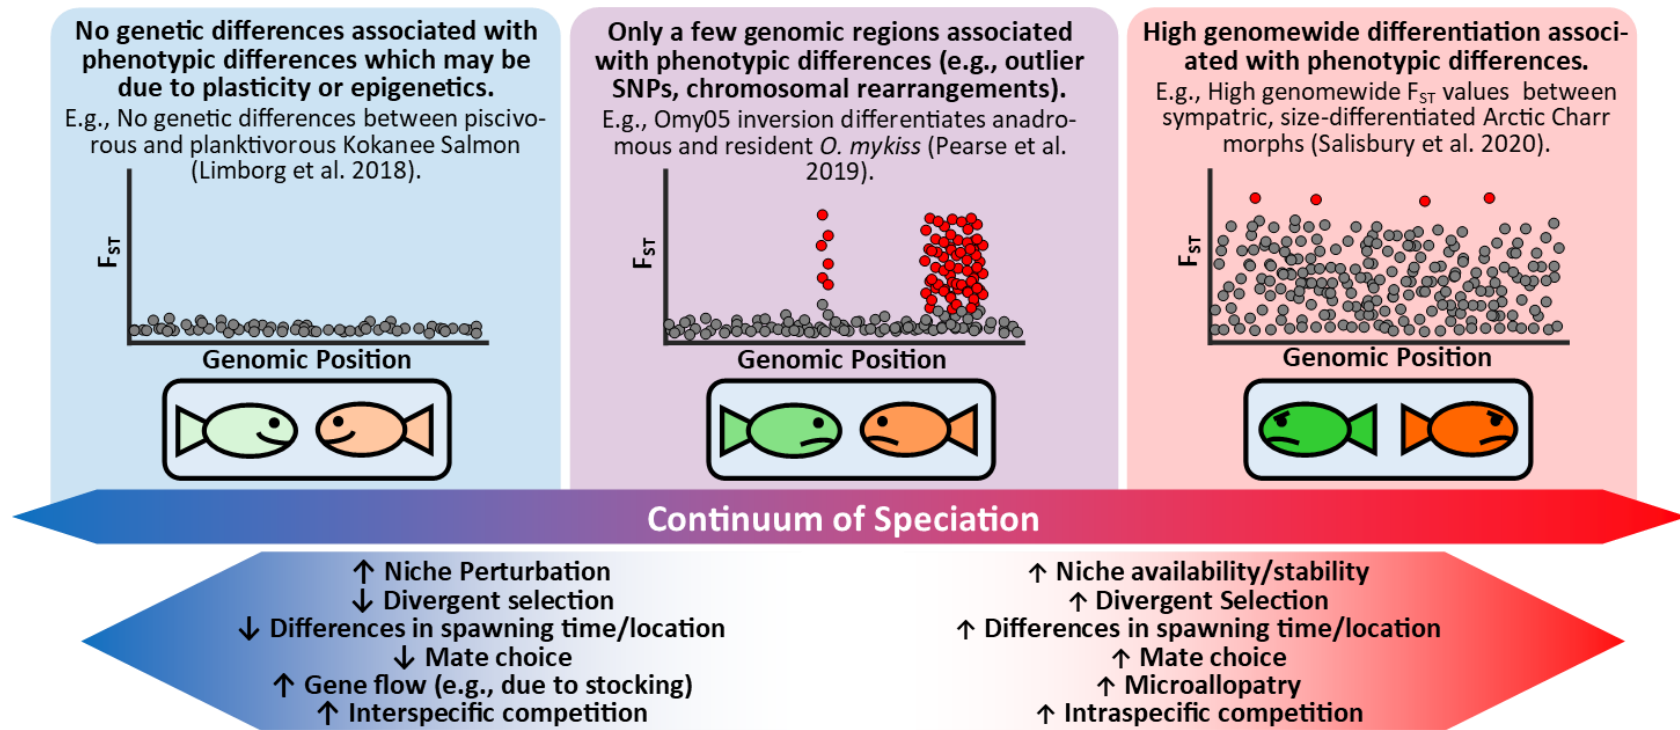 No genetic differences associated with
phenotypic differences which may be
due to plasticity or epigenetics.
E.g., No genetic differences between piscivo-
rous and planktivorous Kokanee Salmon
(Limborg et al. 2018).
FST
Genomic Position
Only a few genomic regions associated
with phenotypic differences (e.g., outlier
SNPs, chromosomal rearrangements).
E.g., Omy05 inversion differentiates anadro-
mous and resident O. mykiss (Pearse et al.
2019).
FST
Genomic Position
High genomewide differentiation associ-
ated with phenotypic differences.
E.g., High genomewide FST values between
sympatric, size-differentiated Arctic Charr
morphs (Salisbury et al. 2020).
FST
Genomic Position
Continuum of Speciation
↑ Niche Perturbation
↓ Divergent selection
↓ Differences in spawning time/location
↓ Mate choice
↑ Gene flow (e.g., due to stocking)
↑ Interspecific competition
↑ Niche availability/stability
↑ Divergent Selection
↑ Differences in spawning time/location
↑ Mate choice
↑ Microallopatry
↑ Intraspecific competition